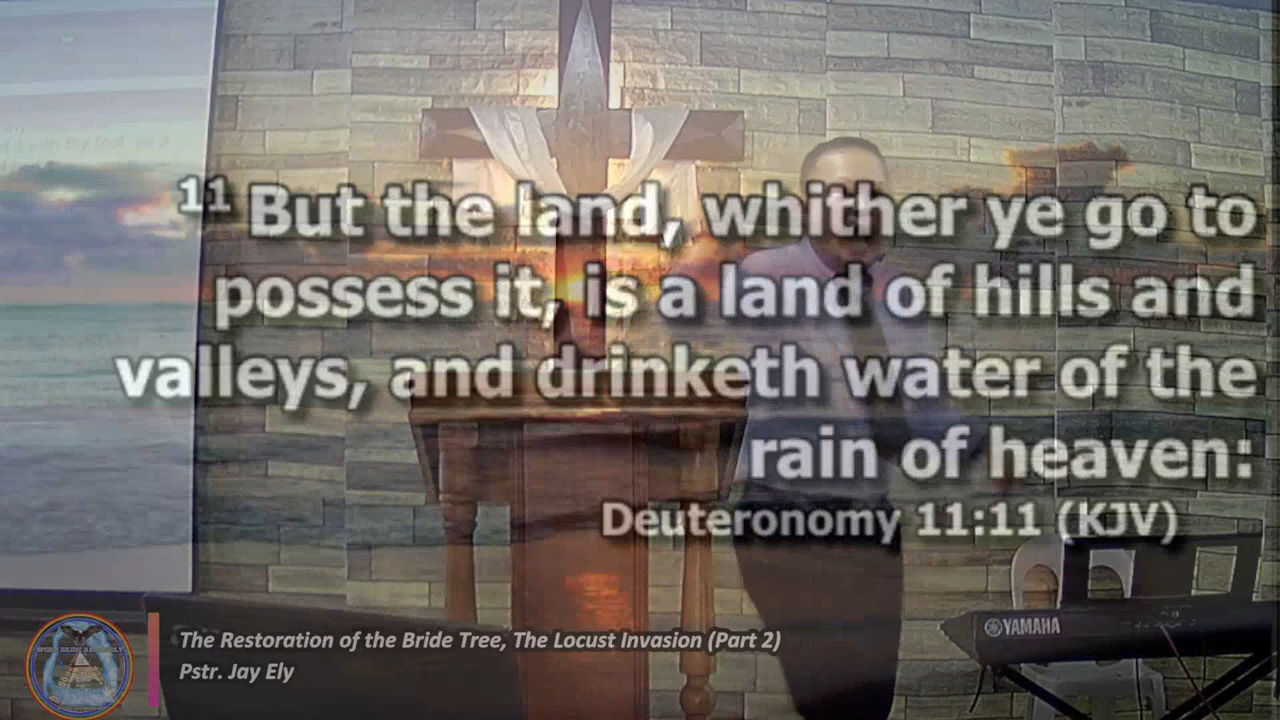 11 But the land, whither ye go to
possess it, is a land of hills and
valleys, and drinketh water of the
rain of heaven:
Deuteronomy 11:11 (KJV)
The Restoration of the Bride Tree, The Locust Invasion (Part 2)
Pstr. Jay Ely
YAMAHA